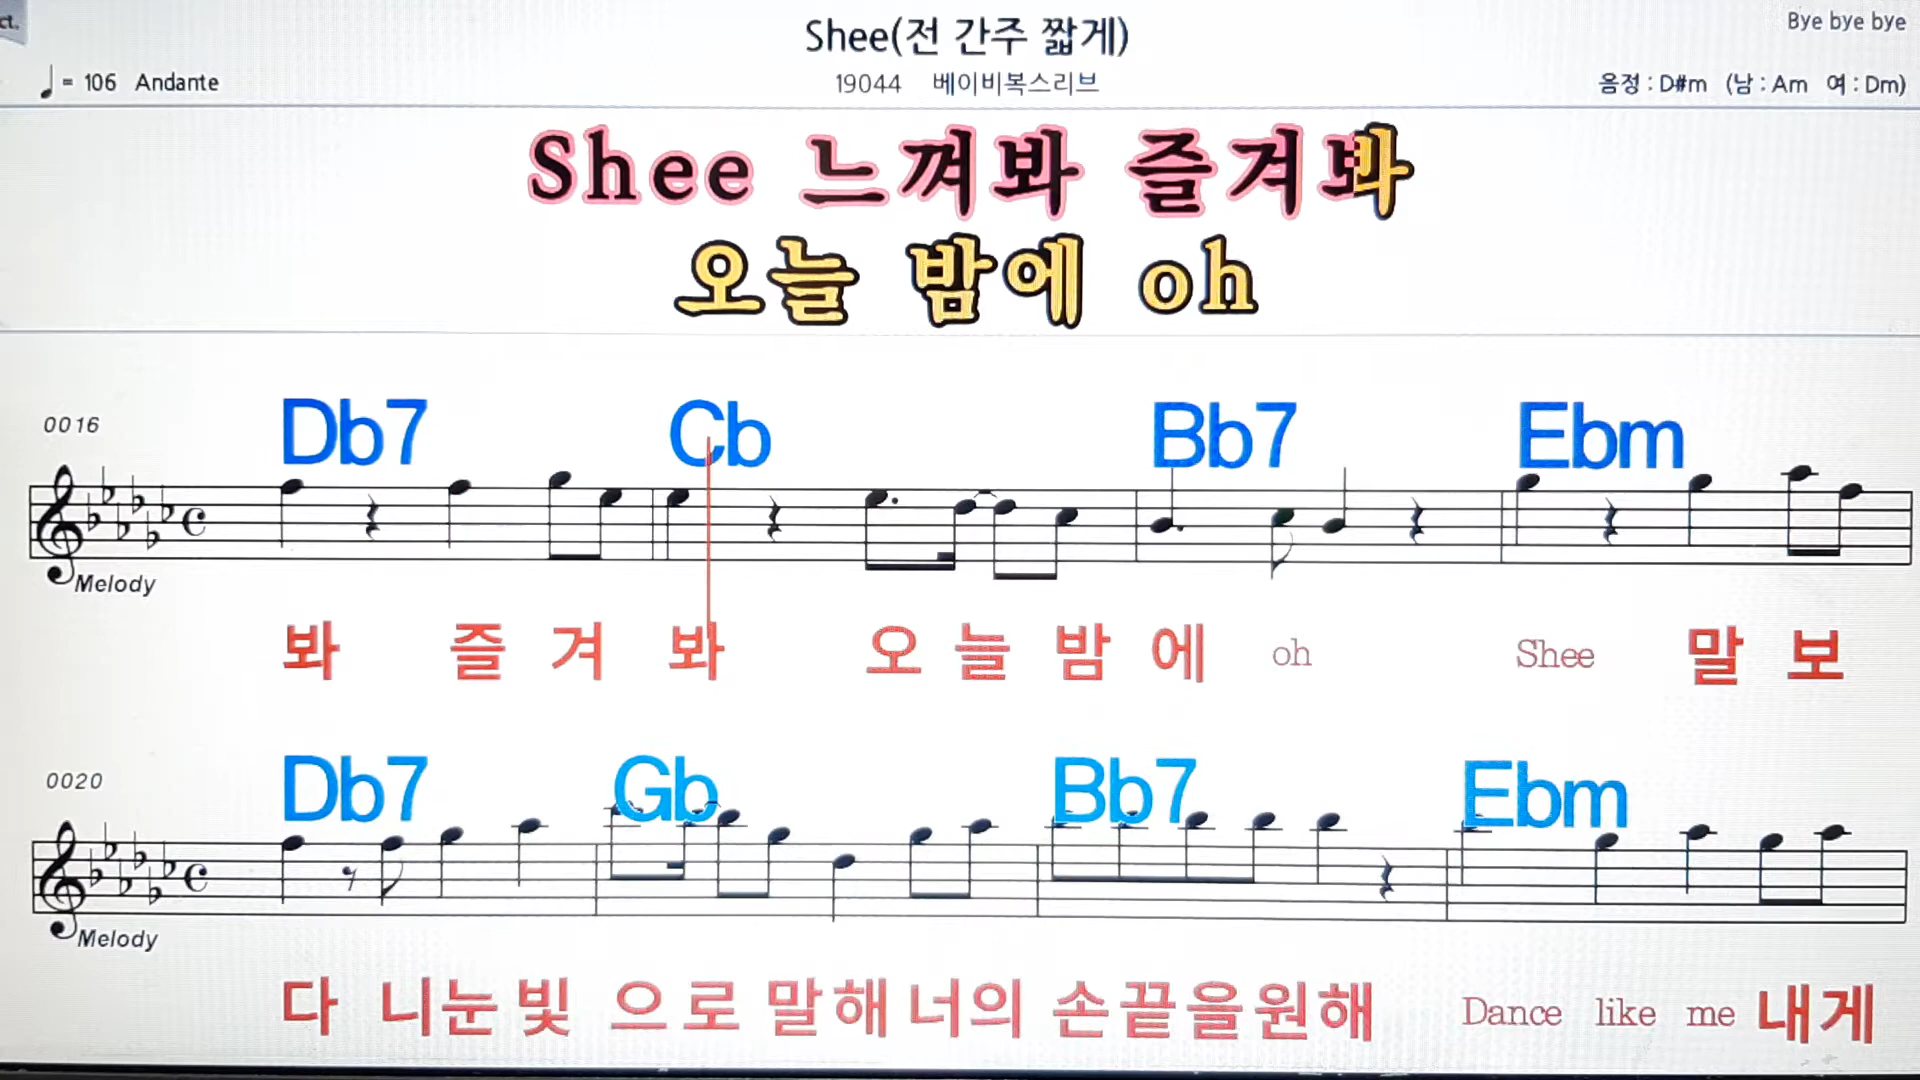 ct.
Shee(전 간주 짧게)
Bye bye bye
= 106 Andante
19044 베이비복스리브
음정 : D#m (남 : Am 여 : Dm)
Shee 느껴봐 즐겨봐
오늘 밤에 oh
0016
Db7 Cb Bb7 Ebm
Melody
봐 즐 겨 봐 오 늘 밤 에 oh Shee 말 보
0020
Db7 Gb Bb7 Ebm
Melody
다 니눈빛 으로 말해 너의 손끝을원해 Dance like me 내게